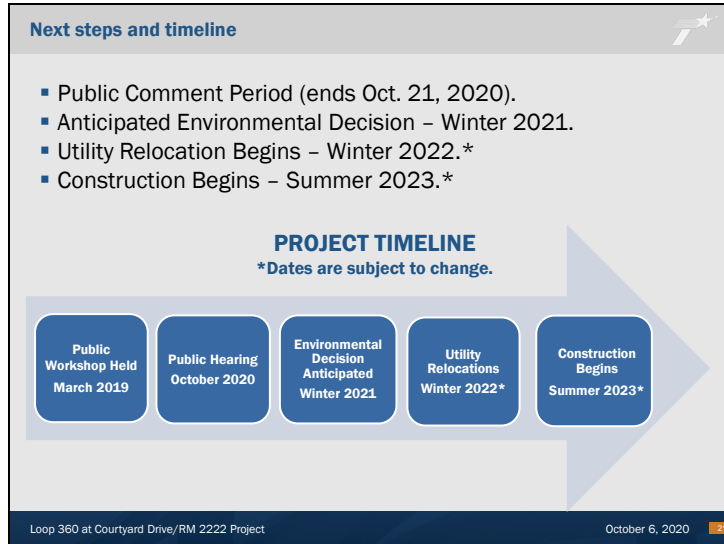 Next steps and timeline
Public Comment Period (ends Oct. 21, 2020).
Anticipated Environmental Decision – Winter 2021.
Utility Relocation Begins – Winter 2022.*
Construction Begins – Summer 2023.*
PROJECT TIMELINE
*Dates are subject to change.
Public
Workshop Held
March 2019
Public Hearing
October 2020
Environmental
Decision
Anticipated
Winter 2021
Utility
Relocations
Winter 2022*
Construction
Begins
Summer 2023*
Loop 360 at Courtyard Drive/RM 2222 Project
October 6, 2020